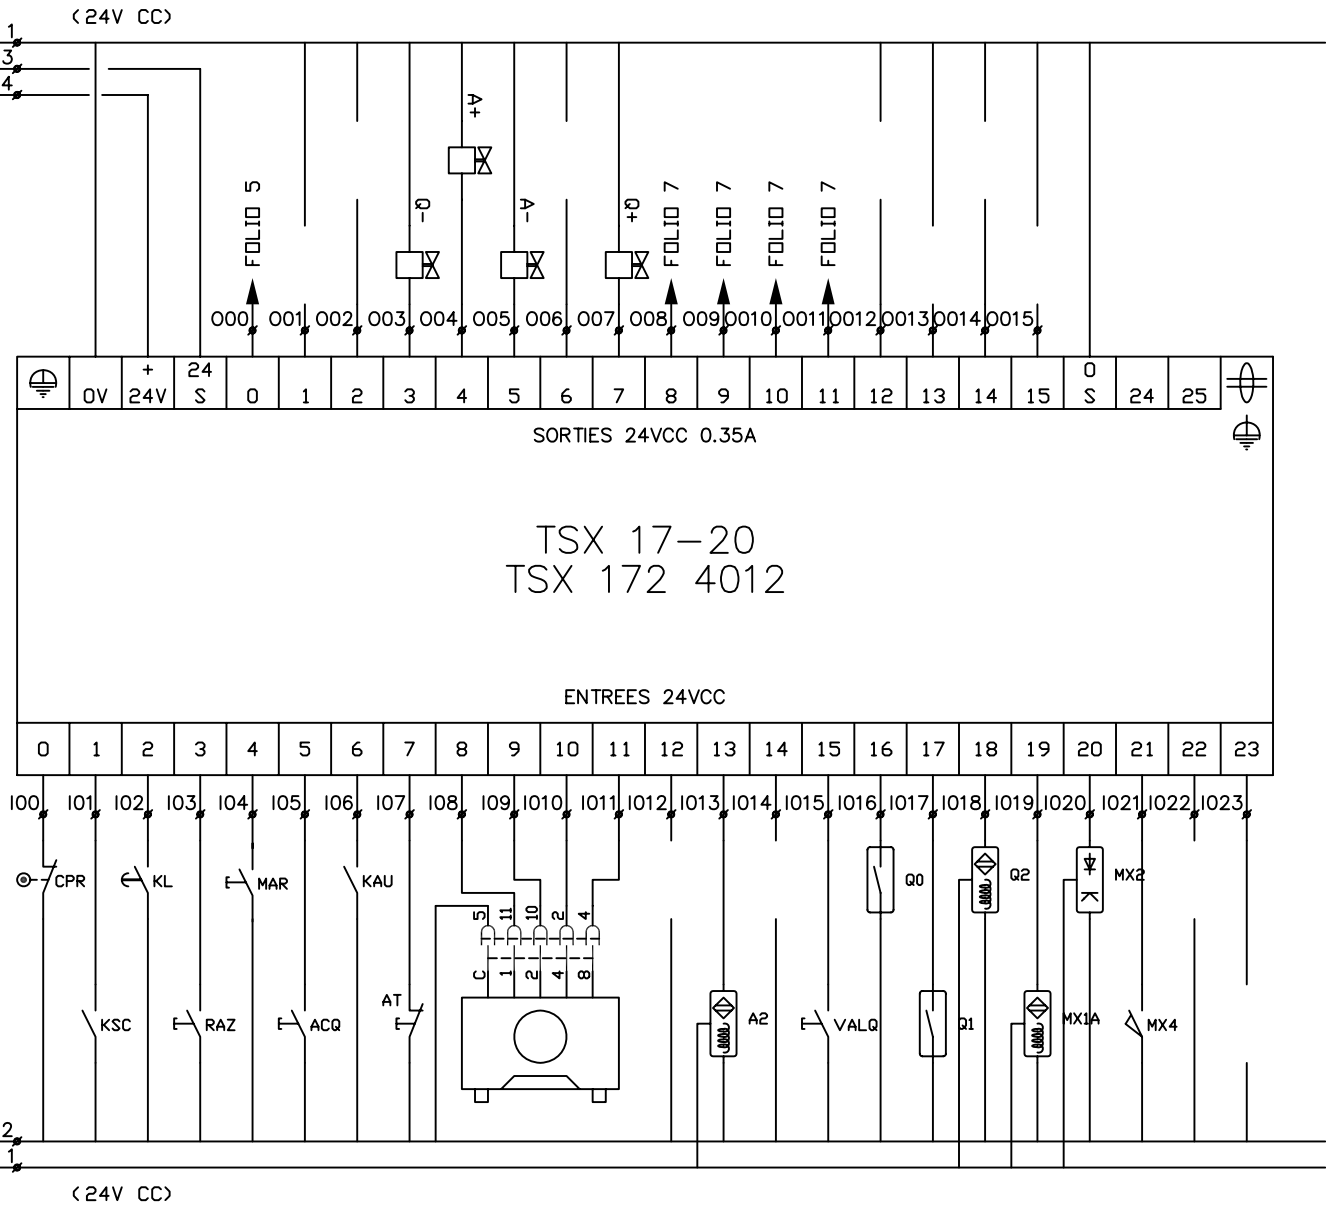 (24V CC)
1
3
4
A+
Q-
A-
Q+
FOLIO 5
FOLIO 7
FOLIO 7
FOLIO 7
FOLIO 7
O00 O01 O02 O03 O04 O05 O06 O07 O08 O09 O010 O011 O012 O013 O014 O015
+ 24 0
0V 24V S 0 1 2 3 4 5 6 7 8 9 10 11 12 13 14 15 S 24 25
SORTIES 24VCC 0.35A
TSX 17-20
TSX 172 4012
ENTREES 24VCC
0 1 2 3 4 5 6 7 8 9 10 11 12 13 14 15 16 17 18 19 20 21 22 23
I00 I01 I02 I03 I04 I05 I06 I07 I08 I09 I010 I011 I012 I013 I014 I015 I016 I017 I018 I019 I020 I021 I022 I023
CPR KL MAR KAU Q0 Q2 MX2
5 11 10 2 4
C 1 2 4 8
AT
KSC RAZ ACQ A2 VALQ Q1 MX1A MX4
2
1
(24V CC)